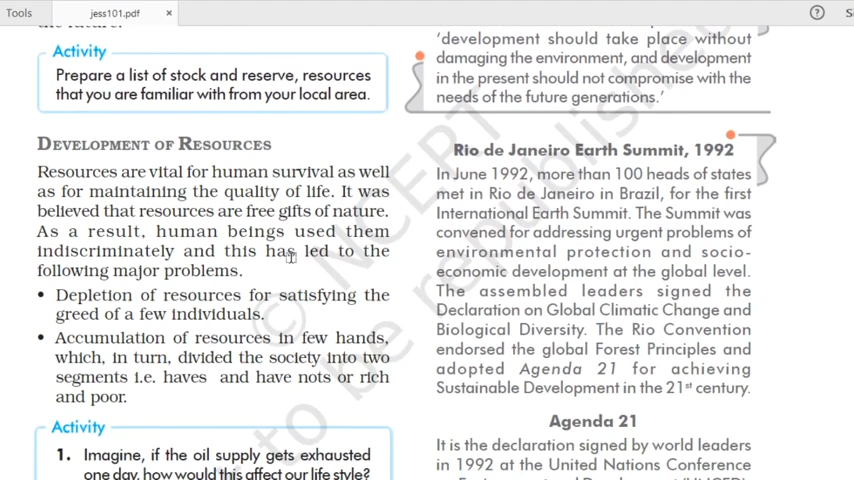 Tools
jess101.pdf
×
?
the future.
Activity
Prepare a list of stock and reserve, resources
that you are familiar with from your local area.
DEVELOPMENT OF RESOURCES
Resources are vital for human survival as well
as for maintaining the quality of life. It was
believed that resources are free gifts of nature.
As a result, human beings used them
indiscriminately and this has led to the
following major problems.
• Depletion of resources for satisfying the
greed of a few individuals.
• Accumulation of resources in few hands,
which, in turn, divided the society into two
segments i.e. haves and have nots or rich
and poor.
Activity
1. Imagine, if the oil supply gets exhausted
one day, how would this affect our life style?
'development should take place without
damaging the environment, and development
in the present should not compromise with the
needs of the future generations.'
Rio de Janeiro Earth Summit, 1992
In June 1992, more than 100 heads of states
met in Rio de Janeiro in Brazil, for the first
International Earth Summit. The Summit was
convened for addressing urgent problems of
environmental protection and socio-
economic development at the global level.
The assembled leaders signed the
Declaration on Global Climatic Change and
Biological Diversity. The Rio Convention
endorsed the global Forest Principles and
adopted Agenda 21 for achieving
Sustainable Development in the 21st century.
Agenda 21
It is the declaration signed by world leaders
in 1992 at the United Nations Conference
© NCERT
to be republished